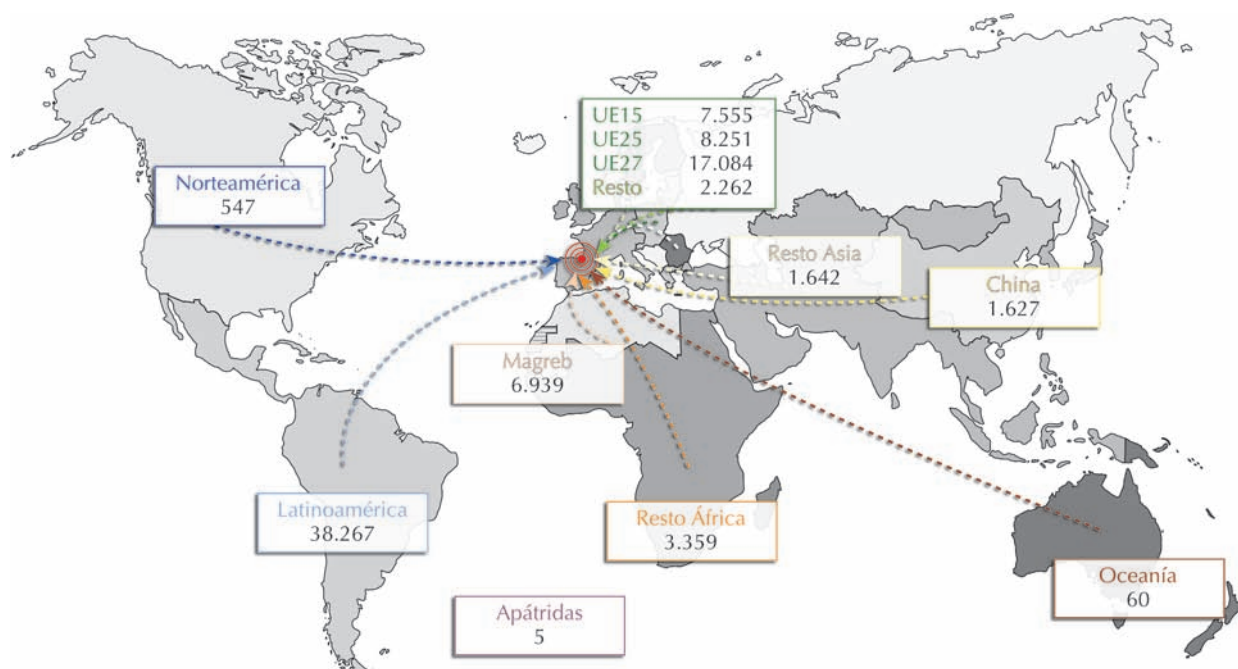 UE15 7.555
UE25 8.251
UE27 17.084
Resto 2.262
Norteamérica
547
Resto Asia
1.642
China
1.627
Magreb
6.939
Latinoamérica
38.267
Resto África
3.359
Oceanía
60
Apátridas
5